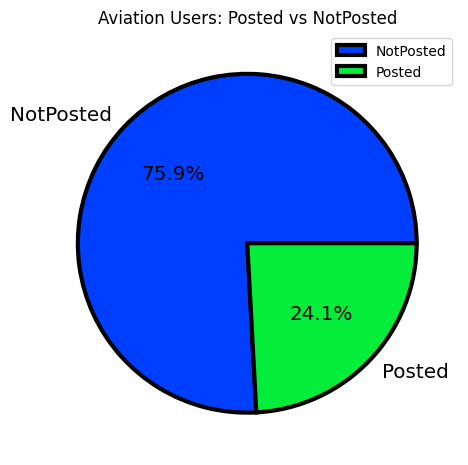 Aviation Users: Posted vs NotPosted
NotPosted
Posted
NotPosted
75.9%
24.1%
Posted